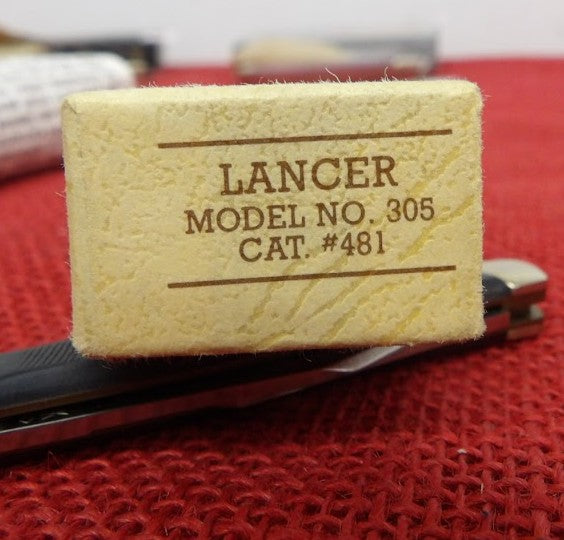 LANCER
MODEL NO. 305
CAT. #481